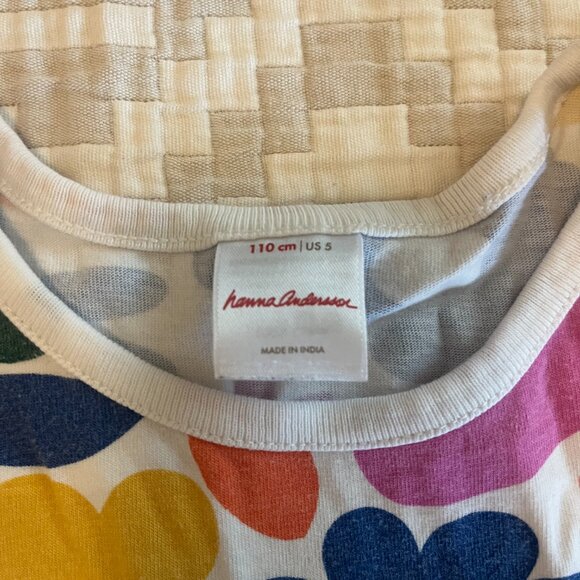 110 cm | US 5
hanna andersson
MADE IN INDIA